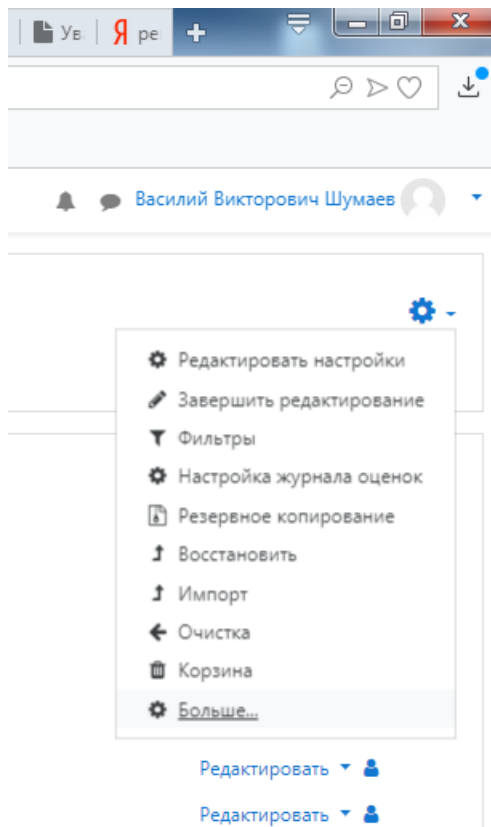 Ув Я ре
Василий Викторович Шумаев
Редактировать настройки
Завершить редактирование
Фильтры
Настройка журнала оценок
Резервное копирование
Восстановить
Импорт
Очистка
Корзина
Больше...
Редактировать
Редактировать